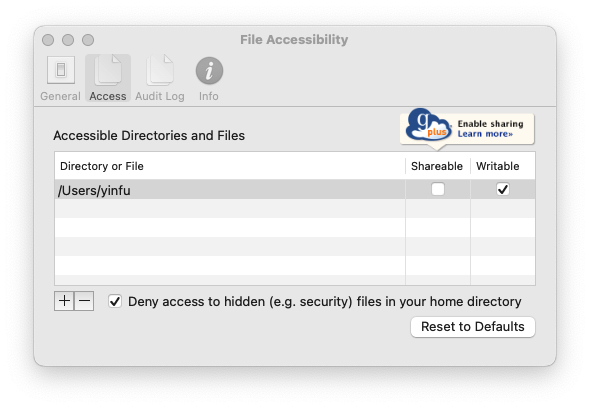 File Accessibility
General Access Audit Log Info
g
plus
Enable sharing
Learn more»
Accessible Directories and Files
Directory or File Shareable Writable
/Users/yinfu
Deny access to hidden (e.g. security) files in your home directory
Reset to Defaults